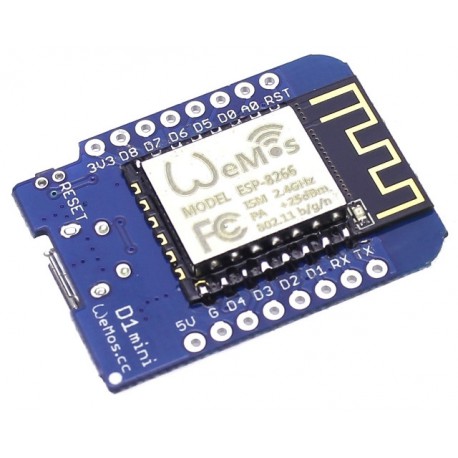 3V3 D8 D7 D6 D5 D0 A0 RST
RESET
WeMos
MODEL ESP-8266
ISM 2.4GHz
PA +25dBm
FC
802.11 b/g/n
5V G D4 D3 D2 D1 RX TX
D1 mini
WeMos.cc